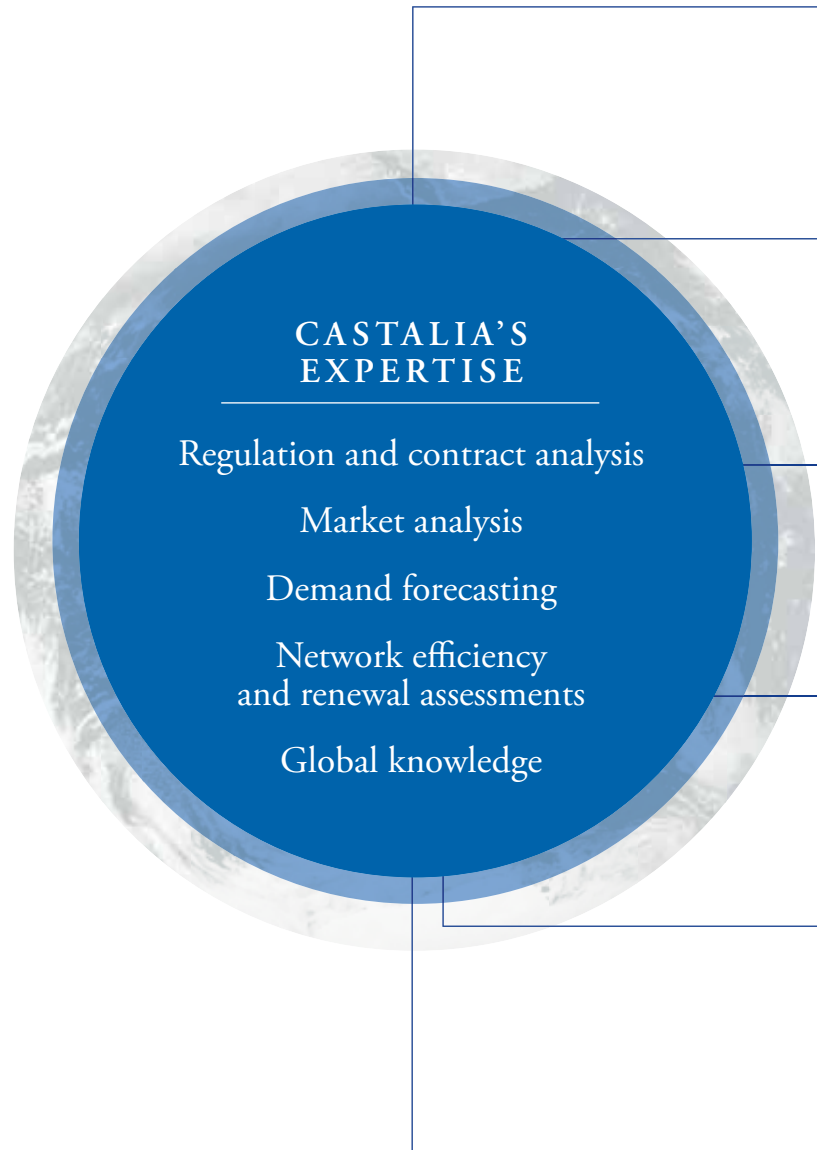 CASTALIA’S
EXPERTISE
Regulation and contract analysis
Market analysis
Demand forecasting
Network efficiency
and renewal assessments
Global knowledge